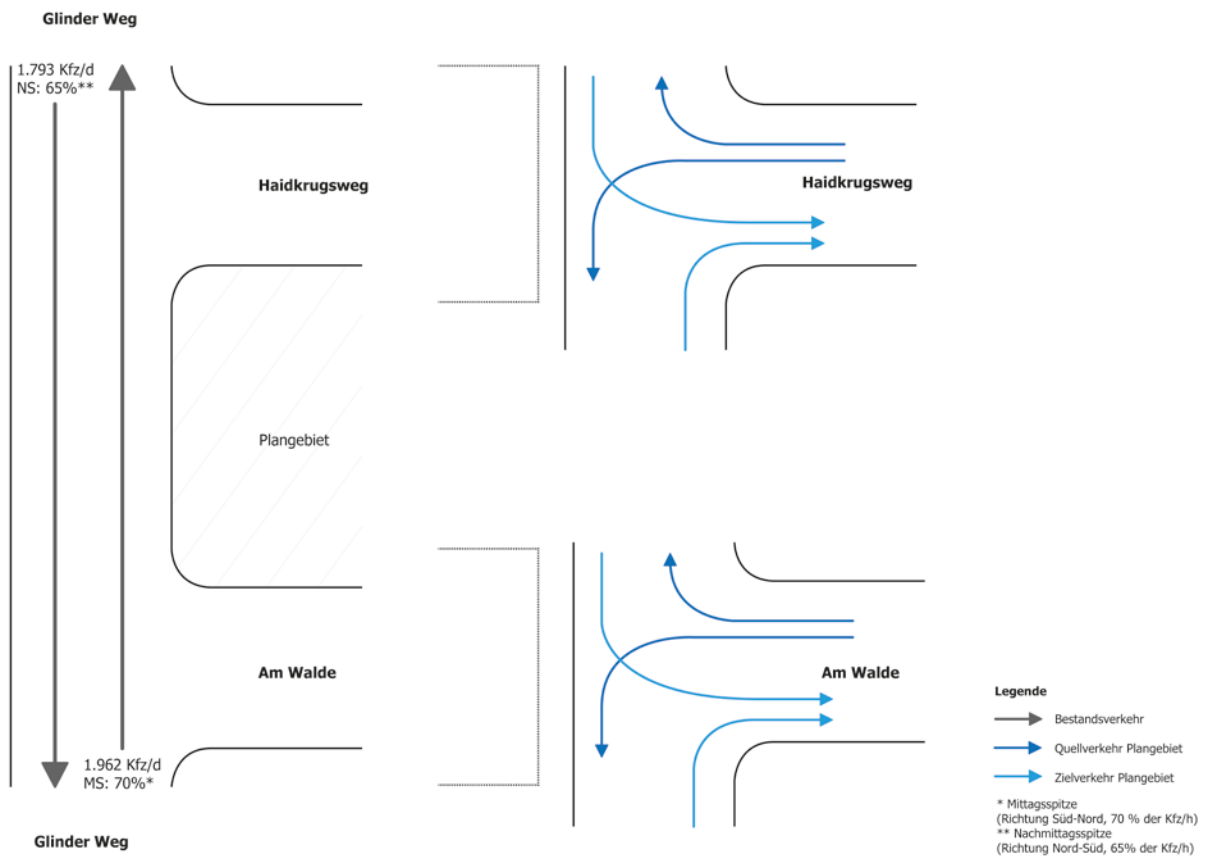 Glinder Weg
1.793 Kfz/d
NS: 65%**
Haidkrugsweg
Haidkrugsweg
Plangebiet
Am Walde
Am Walde
1.962 Kfz/d
MS: 70%*
Glinder Weg
Legende
Bestandsverkehr
Quellverkehr Plangebiet
Zielverkehr Plangebiet
* Mittagsspitze
(Richtung Süd-Nord, 70 % der Kfz/h)
** Nachmittagsspitze
(Richtung Nord-Süd, 65% der Kfz/h)